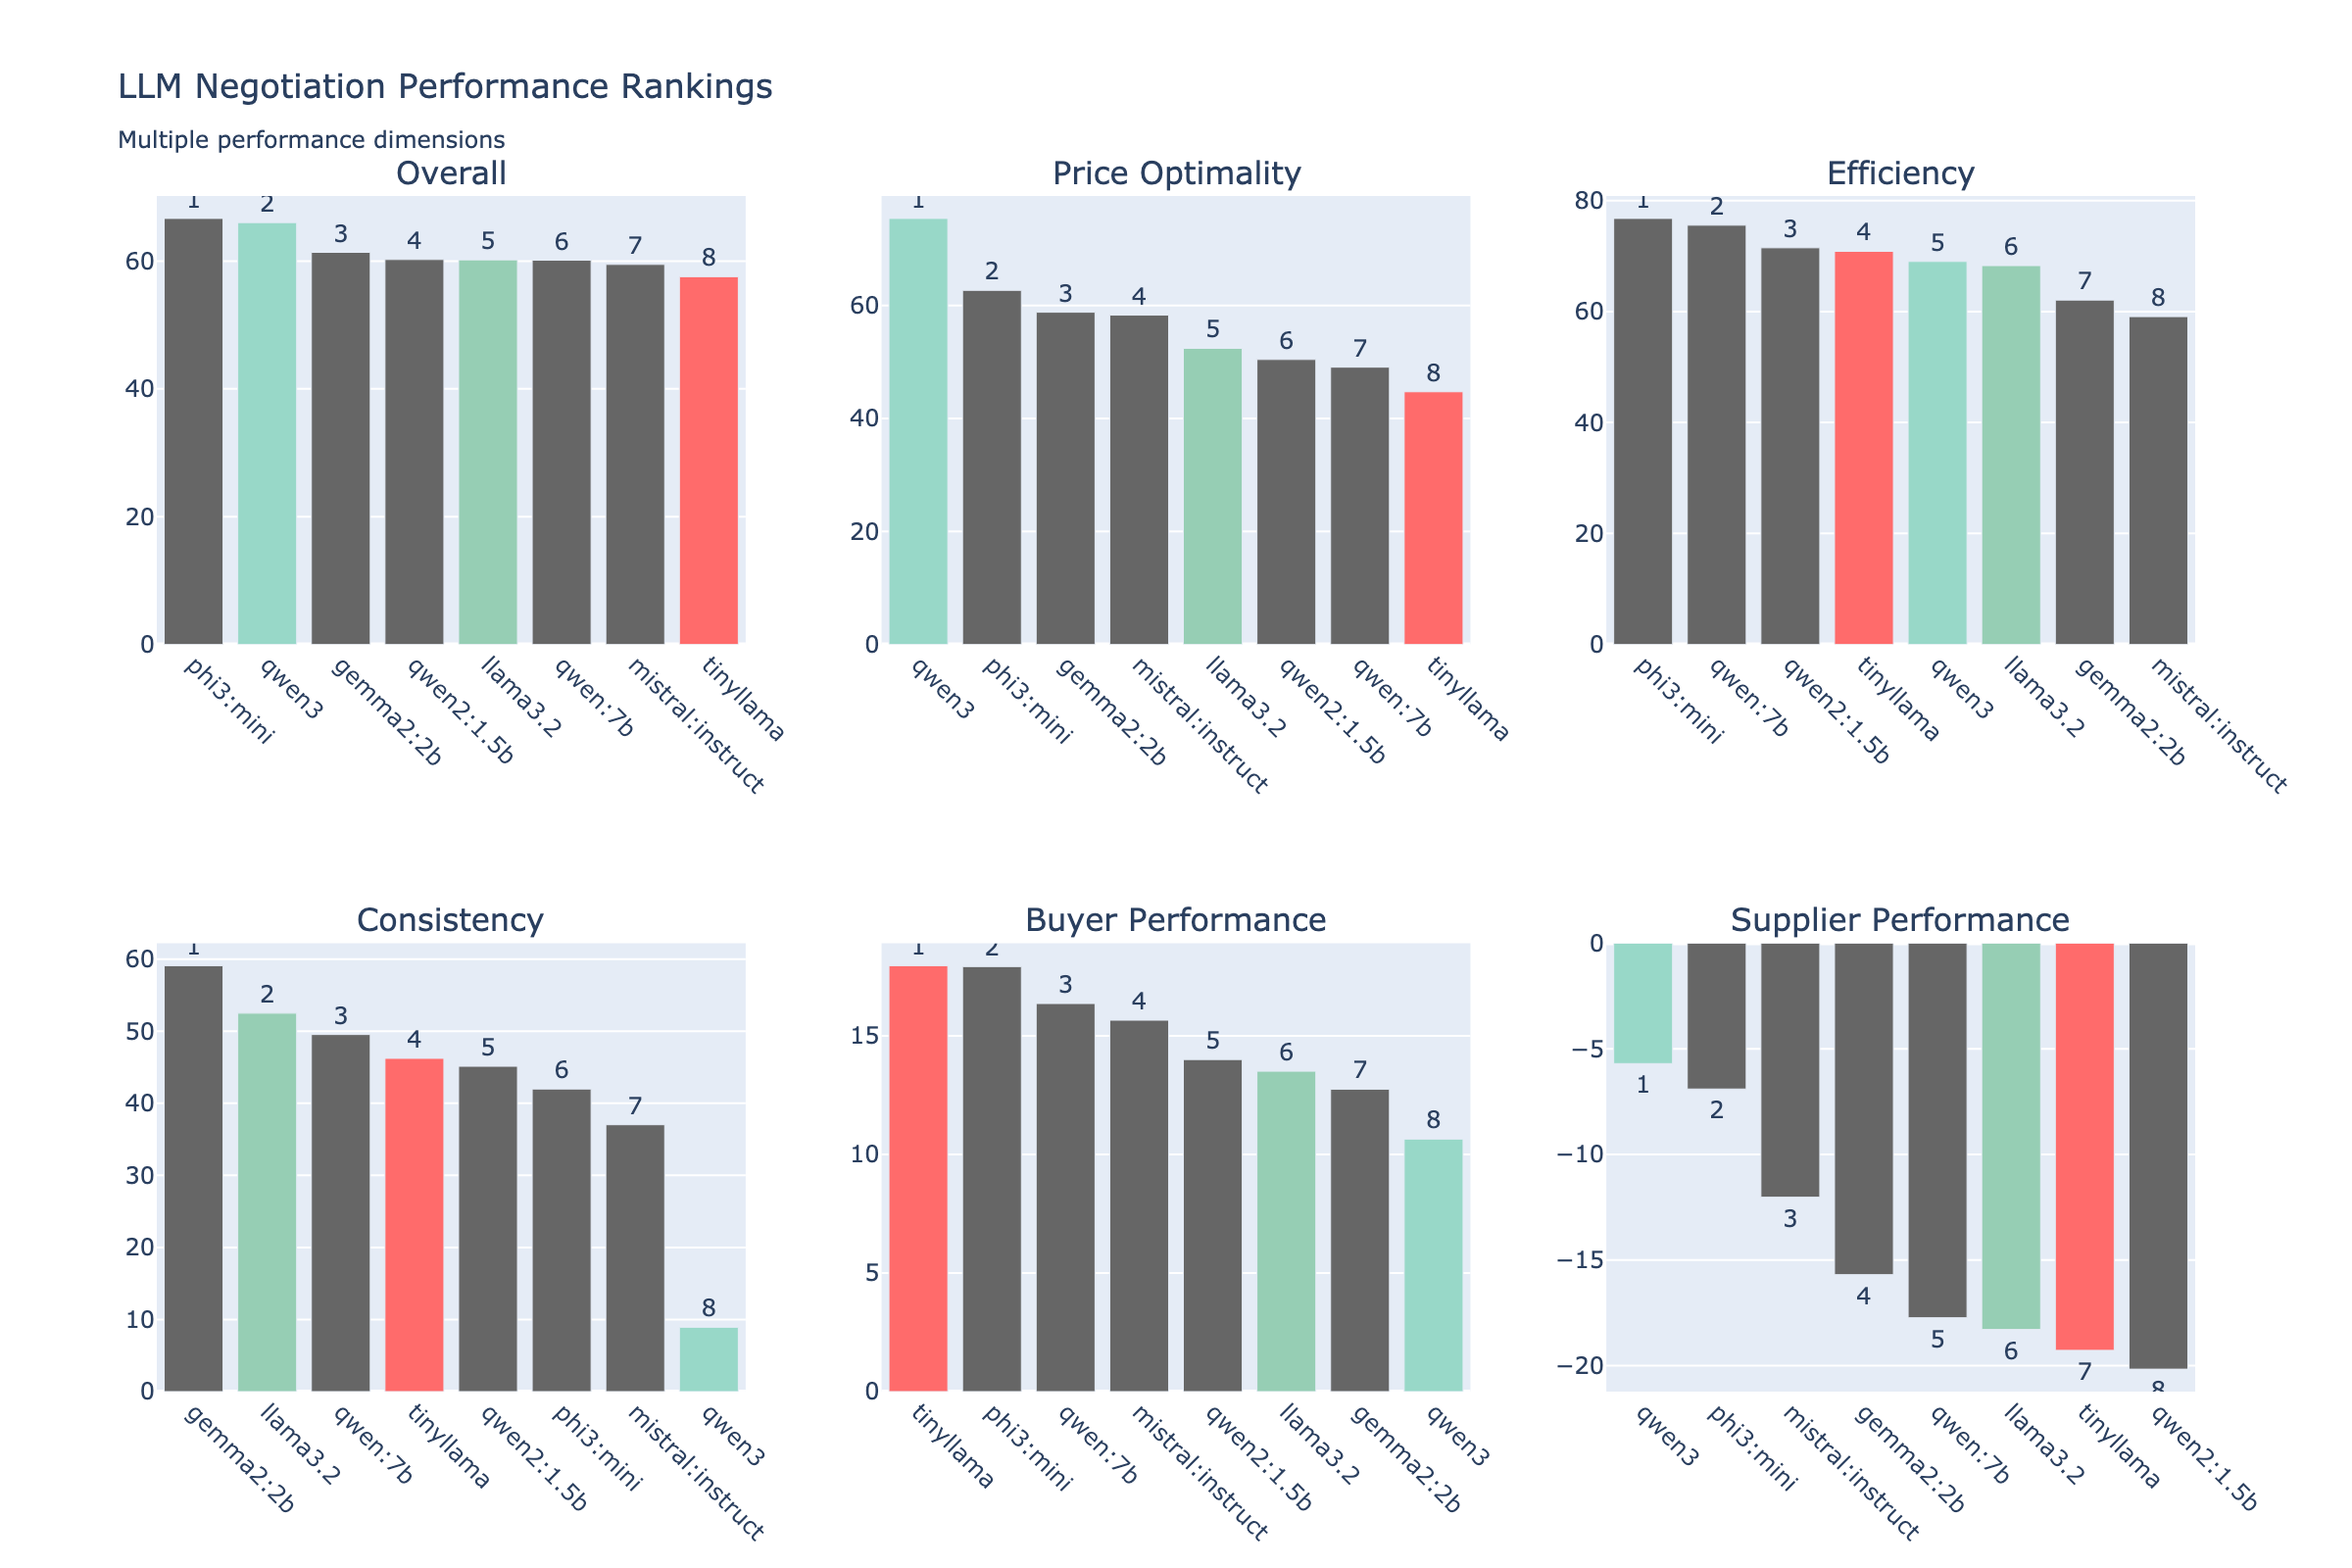 LLM Negotiation Performance Rankings
Multiple performance dimensions
Overall
1 2 3 4 5 6 7 8
60
40
20
0
phi3:mini
qwen3
gemma2:2b
qwen2:1.5b
llama3.2
qwen:7b
mistral:instruct
tinyllama
Price Optimality
1 2 3 4 5 6 7 8
60
40
20
0
qwen3
phi3:mini
gemma2:2b
mistral:instruct
llama3.2
qwen2:1.5b
qwen:7b
tinyllama
Efficiency
1 2 3 4 5 6 7 8
80
60
40
20
0
phi3:mini
qwen:7b
qwen2:1.5b
tinyllama
qwen3
llama3.2
gemma2:2b
mistral:instruct
Consistency
1 2 3 4 5 6 7 8
60
50
40
30
20
10
0
gemma2:2b
llama3.2
qwen:7b
tinyllama
qwen2:1.5b
phi3:mini
mistral:instruct
qwen3
Buyer Performance
1 2 3 4 5 6 7 8
15
10
5
0
tinyllama
phi3:mini
qwen:7b
mistral:instruct
qwen2:1.5b
llama3.2
gemma2:2b
qwen3
Supplier Performance
0
−5
−10
−15
−20
1 2 3 4 5 6 7 8
qwen3
phi3:mini
mistral:instruct
gemma2:2b
qwen:7b
llama3.2
tinyllama
qwen2:1.5b